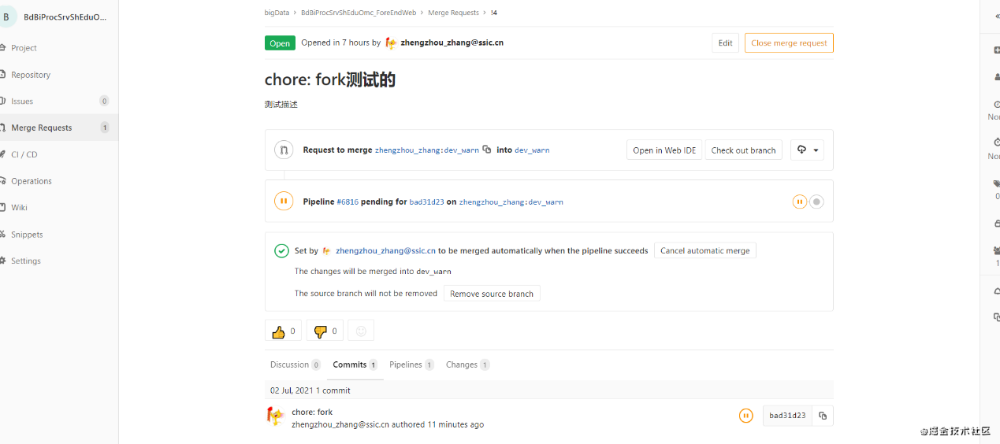 B BdBiProcSrvShEduO...
Project
Repository
Issues 0
Merge Requests 1
CI / CD
Operations
Wiki
Snippets
Settings
bigData > BdBiProcSrvShEduOmc_ForeEndWeb > Merge Requests > !4
Open Opened in 7 hours by zhengzhou_zhang@ssic.cn Edit Close merge request
chore: fork测试的
测试描述
Request to merge zhengzhou_zhang:dev_warn into dev_warn Open in Web IDE Check out branch
Pipeline #6816 pending for bad31d23 on zhengzhou_zhang:dev_warn
Set by zhengzhou_zhang@ssic.cn to be merged automatically when the pipeline succeeds Cancel automatic merge
The changes will be merged into dev_warn
The source branch will not be removed Remove source branch
0 0
Discussion 0 Commits 1 Pipelines 1 Changes 1
02 Jul, 2021 1 commit
chore: fork
zhengzhou_zhang@ssic.cn authored 11 minutes ago
bad31d23
«
0
1
@掘金技术社区